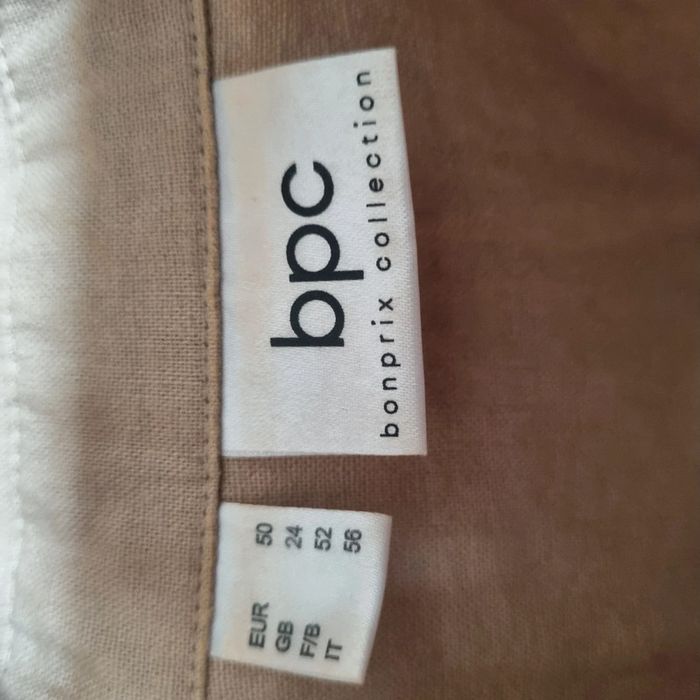 bpc
bonprix collection
EUR 50
GB 24
F/B 52
IT 56